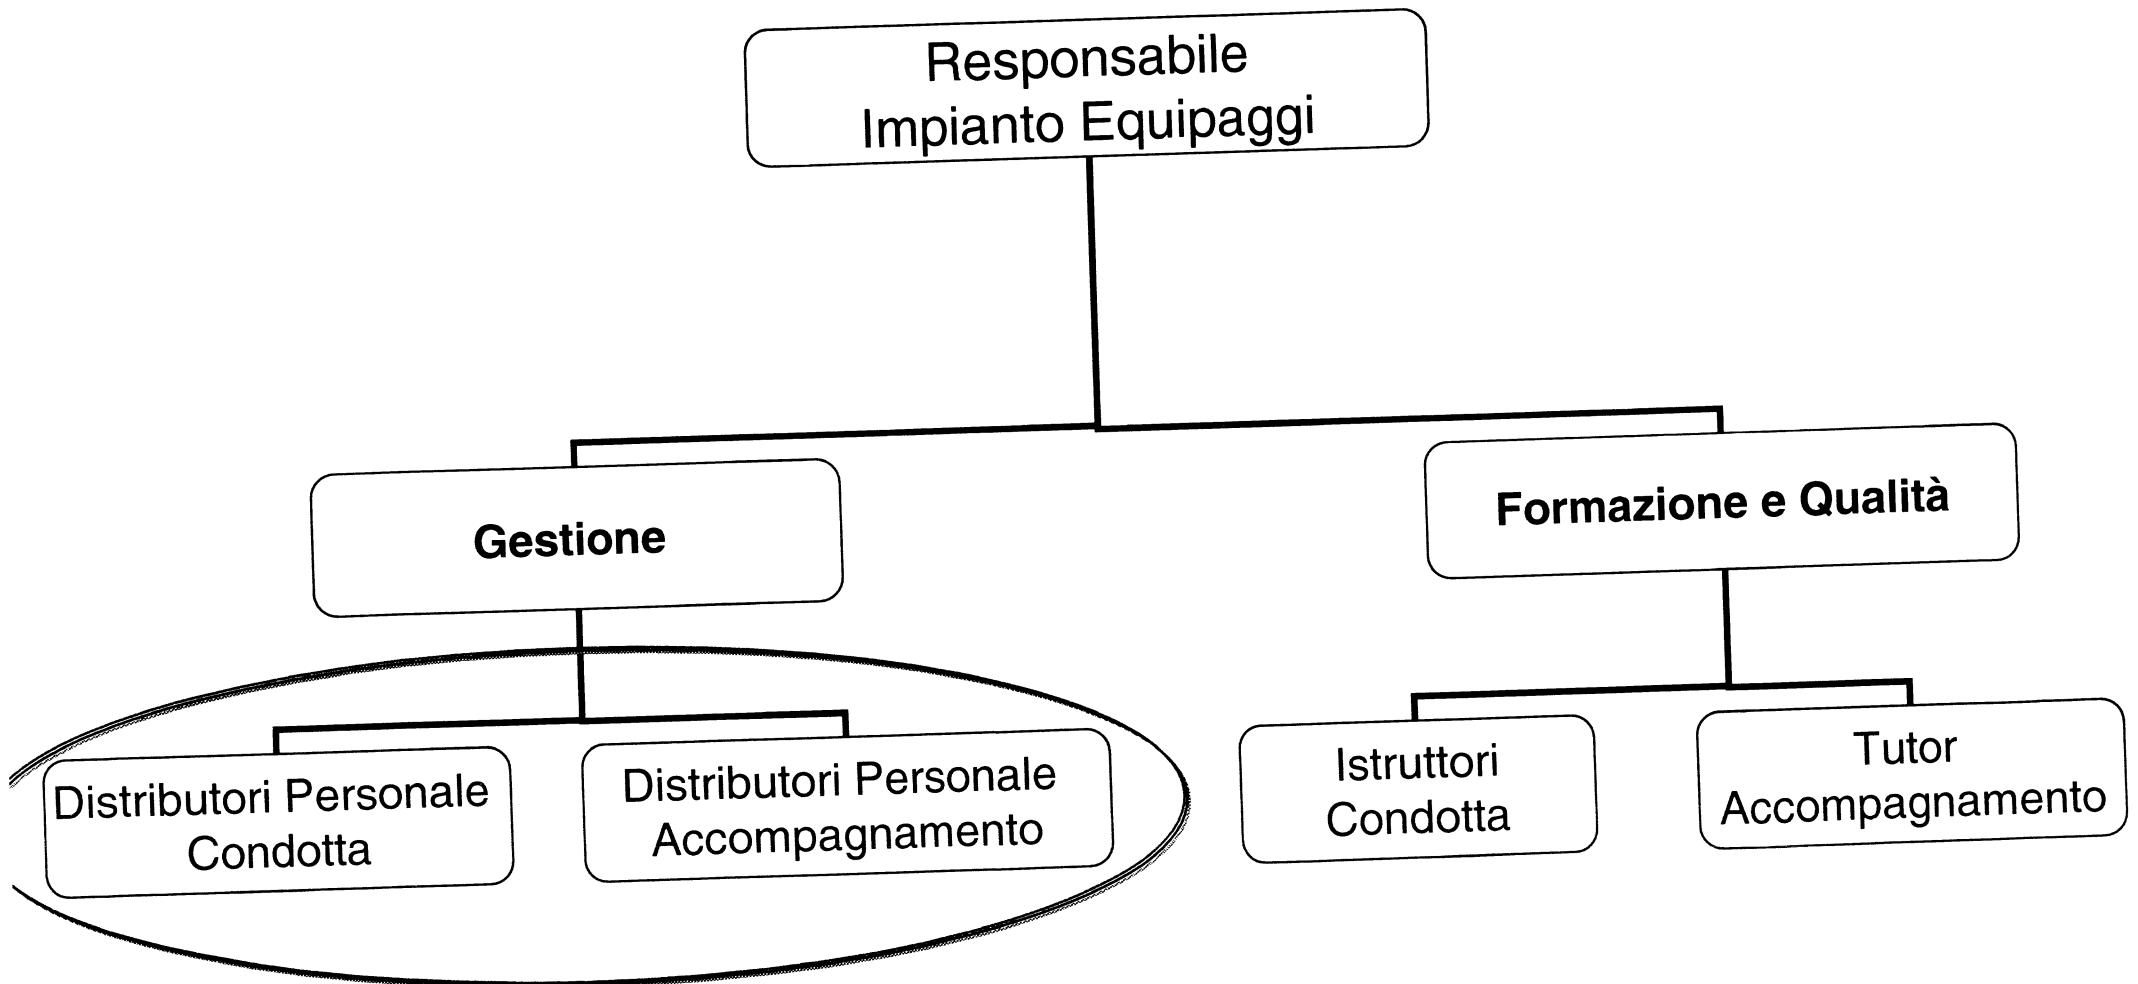 Responsabile
Impianto Equipaggi
Gestione
Formazione e Qualità
Distributori Personale
Condotta
Distributori Personale
Accompagnamento
Istruttori
Condotta
Tutor
Accompagnamento